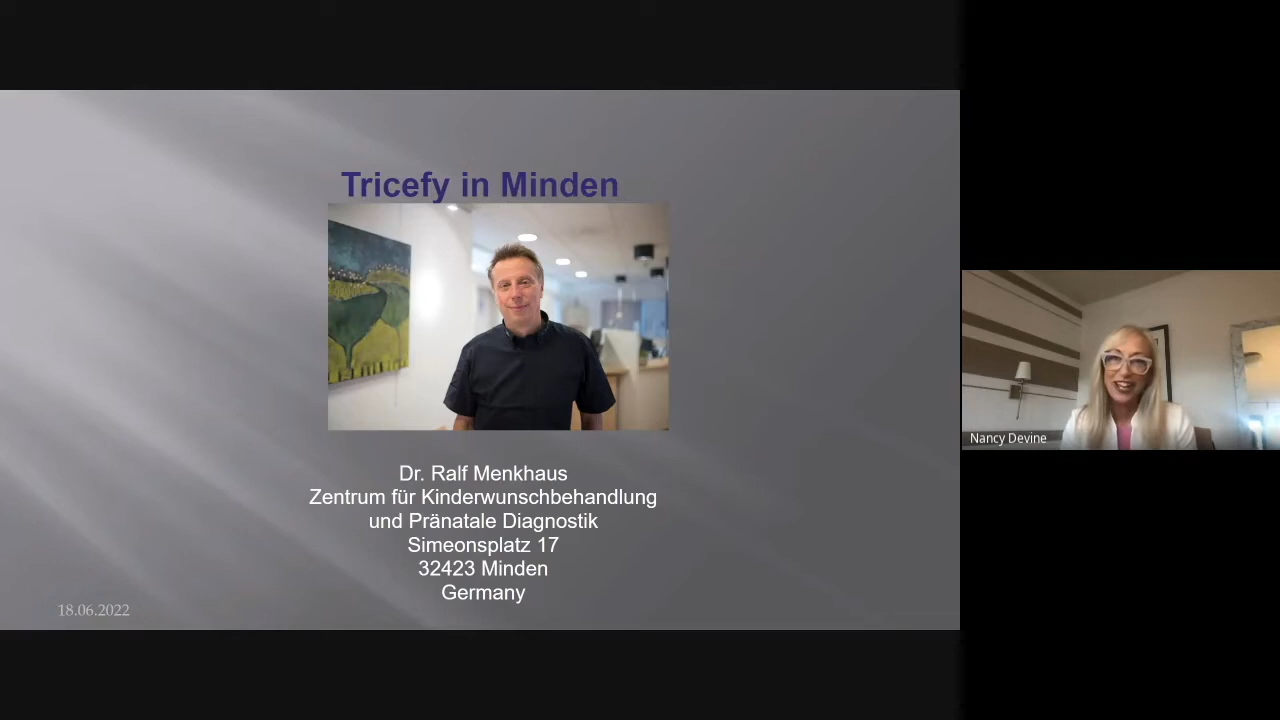 Tricefy in Minden
Dr. Ralf Menkhaus
Zentrum für Kinderwunschbehandlung
und Pränatale Diagnostik
Simeonsplatz 17
32423 Minden
Germany
18.06.2022
Nancy Devine